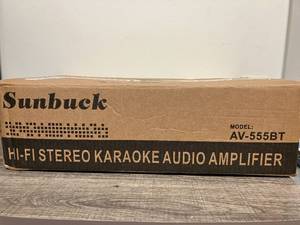 Sunbuck
MODEL:
AV-555BT
HI-FI STEREO KARAOKE AUDIO AMPLIFIER